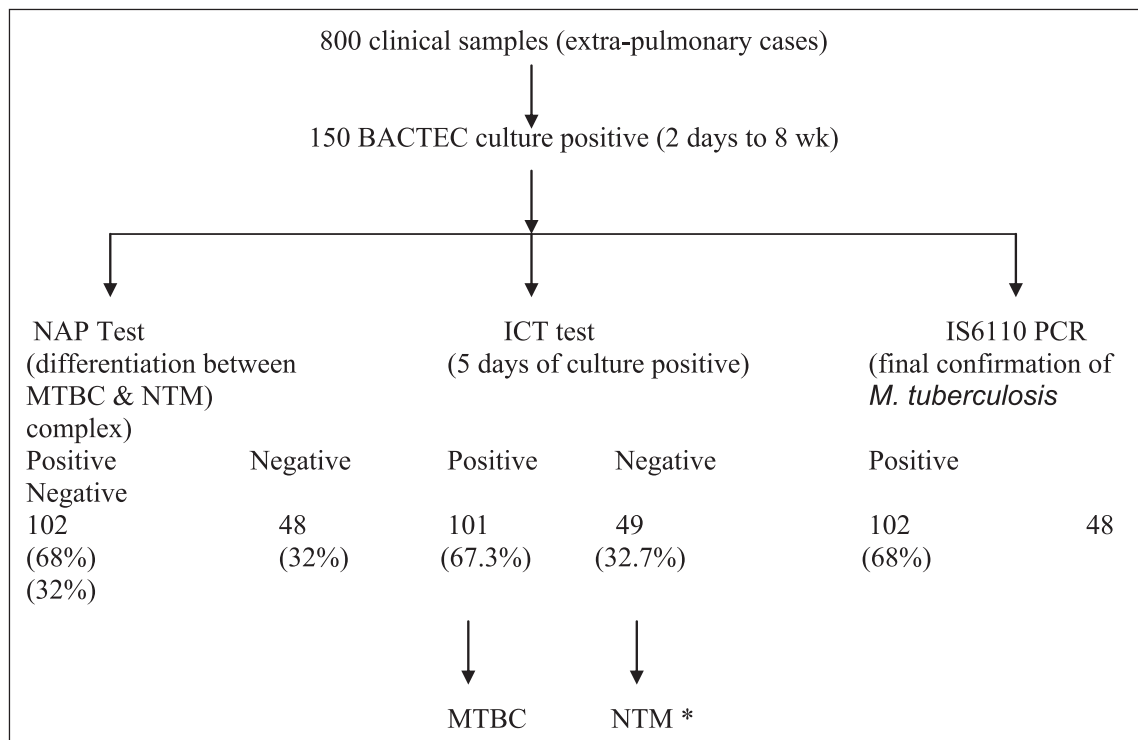 800 clinical samples (extra-pulmonary cases)
150 BACTEC culture positive (2 days to 8 wk)
NAP Test
(differentiation between
MTBC & NTM)
complex)
ICT test
(5 days of culture positive)
IS6110 PCR
(final confirmation of
M. tuberculosis
Positive Negative Positive Negative Positive
Negative
102 48 101 49 102 48
(68%) (32%) (67.3%) (32.7%) (68%)
(32%)
MTBC NTM *